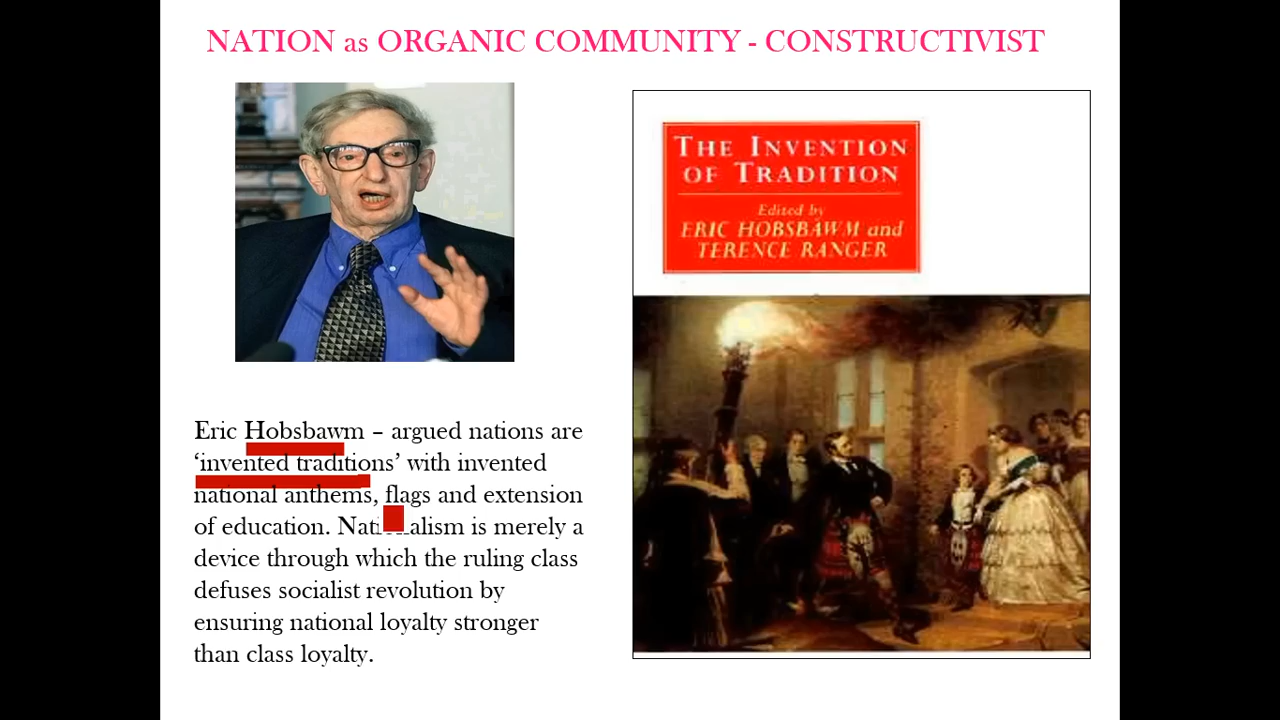 NATION as ORGANIC COMMUNITY - CONSTRUCTIVIST
THE INVENTION
OF TRADITION
Edited by
ERIC HOBSBAWM and
TERENCE RANGER
Eric Hobsbawm – argued nations are
‘invented traditions’ with invented
national anthems, flags and extension
of education. is merely a
device through which the ruling class
defuses socialist revolution by
ensuring national loyalty stronger
than class loyalty.